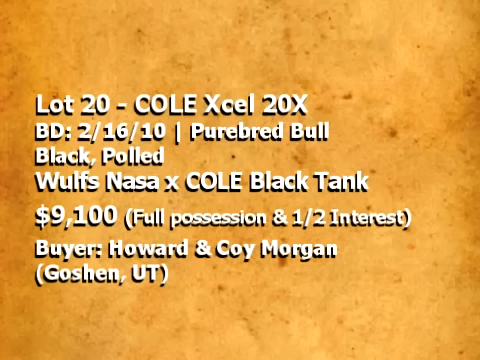 Lot 20 - COLE Xcel 20X
BD: 2/16/10 | Purebred Bull
Black, Polled
Wulfs Nasa x COLE Black Tank
$9,100 (Full possession & 1/2 Interest)
Buyer: Howard & Coy Morgan
(Goshen, UT)